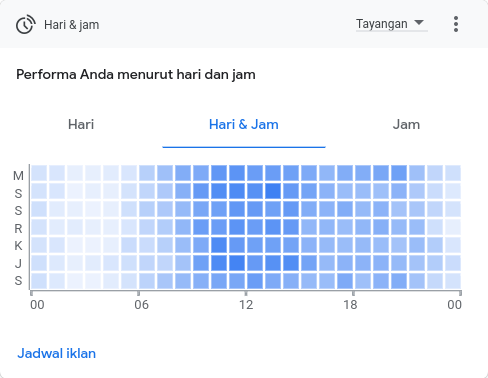 Hari & jam
Tayangan
Performa Anda menurut hari dan jam
Hari
Hari & Jam
Jam
M
S
S
R
K
J
S
00
06
12
18
00
Jadwal iklan